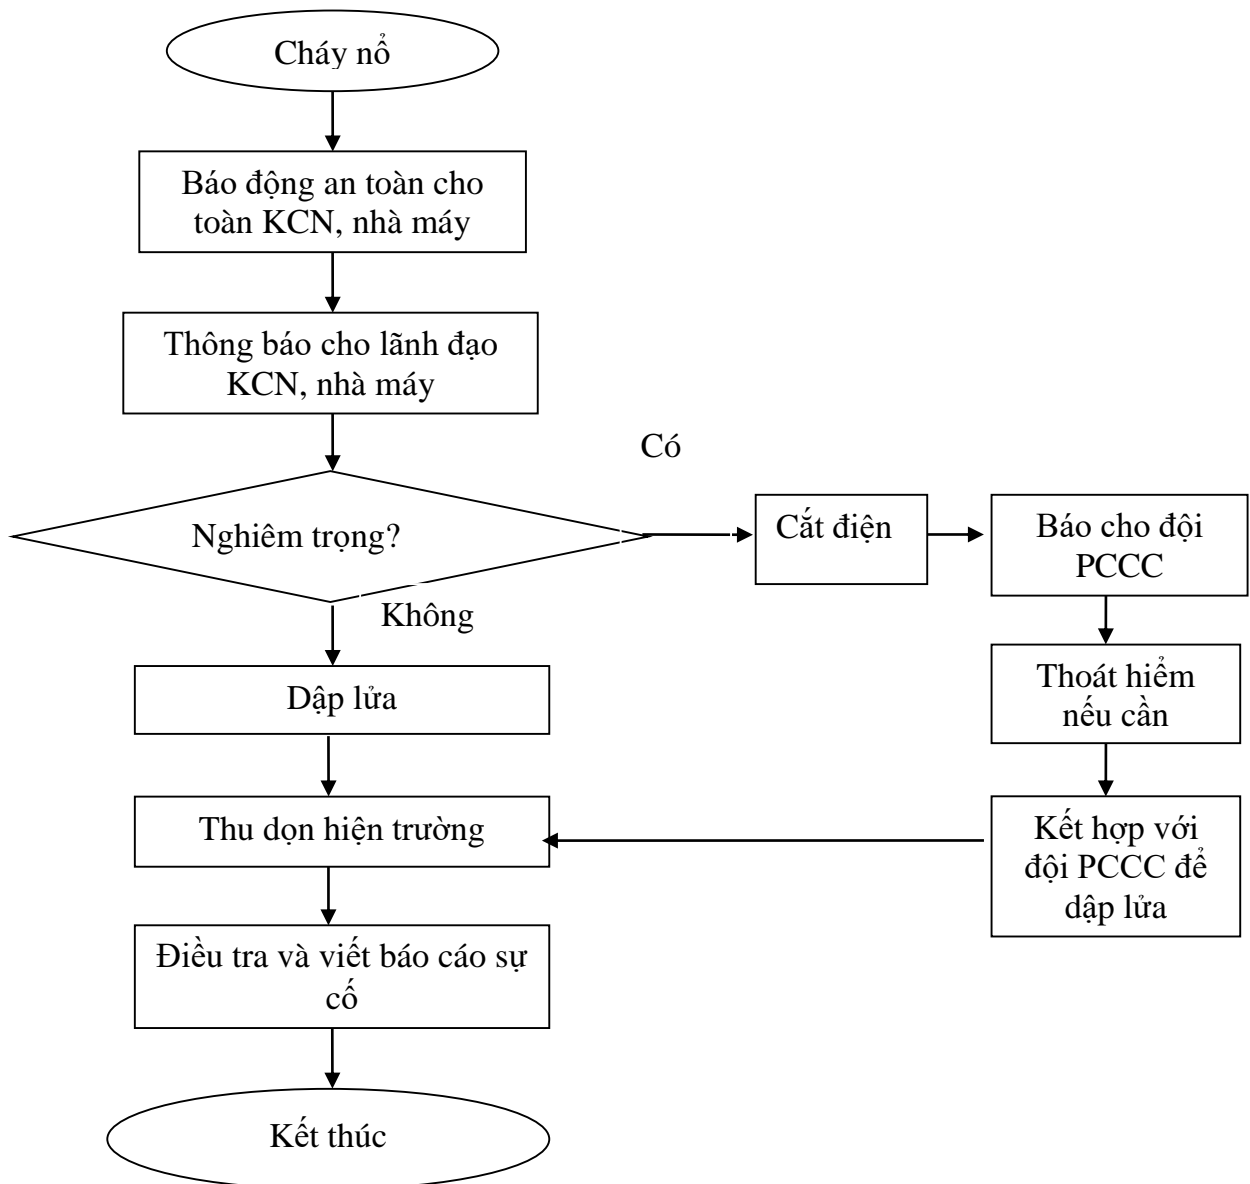 Cháy nổ
Báo động an toàn cho
toàn KCN, nhà máy
Thông báo cho lãnh đạo
KCN, nhà máy
Có
Nghiêm trọng?
Cắt điện
Báo cho đội
PCCC
Không
Thoát hiểm
nếu cần
Dập lửa
Thu dọn hiện trường
Kết hợp với
đội PCCC để
dập lửa
Điều tra và viết báo cáo sự
cố
Kết thúc